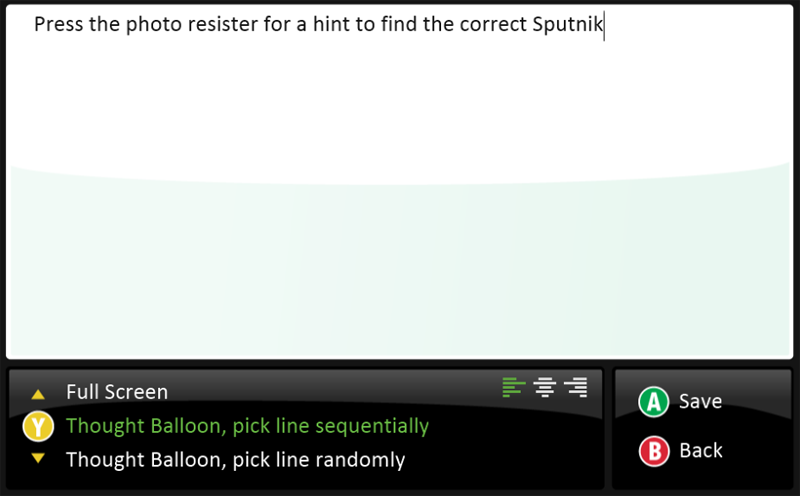 Press the photo resister for a hint to find the correct Sputnik
Full Screen
Y Thought Balloon, pick line sequentially
Thought Balloon, pick line randomly
A Save
B Back